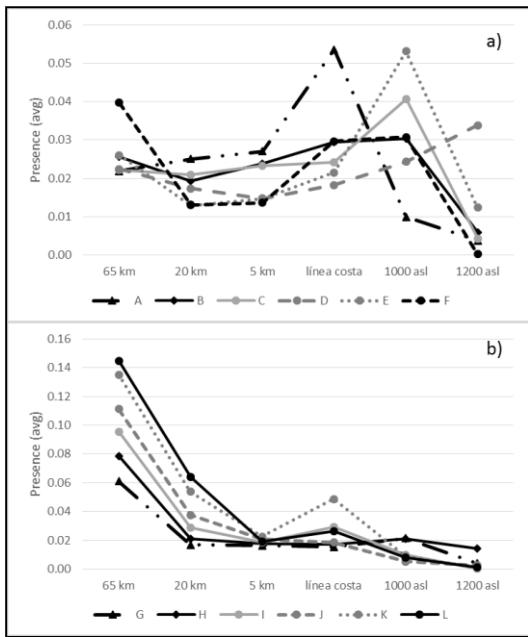 a)
Presence (avg)
0.06
0.05
0.04
0.03
0.02
0.01
0.00
65 km 20 km 5 km línea costa 1000 asl 1200 asl
A B C D E F
b)
Presence (avg)
0.16
0.14
0.12
0.10
0.08
0.06
0.04
0.02
0.00
65 km 20 km 5 km línea costa 1000 asl 1200 asl
G H I J K L